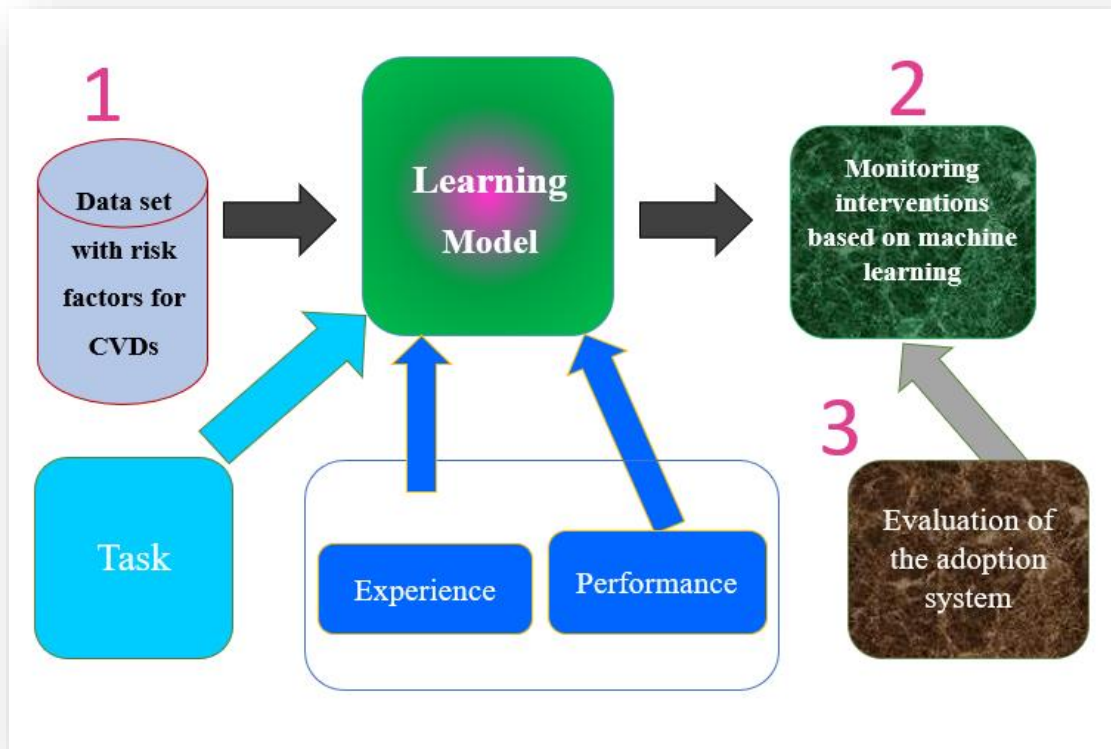 1
Data set
with risk
factors for
CVDs
Learning
Model
2
Monitoring
interventions
based on machine
learning
Task
Experience
Performance
3
Evaluation of
the adoption
system